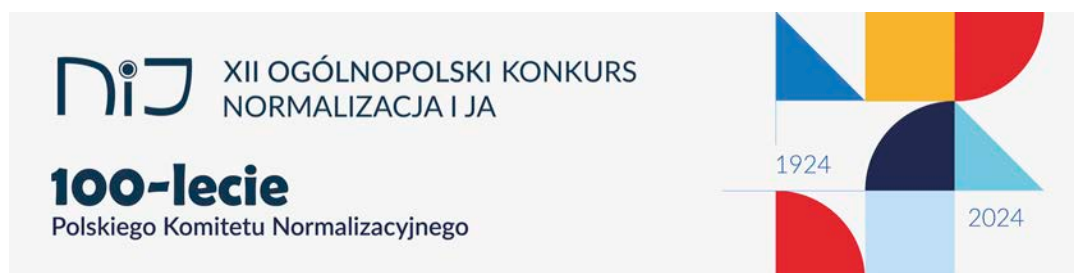 NiJ
XII OGÓLNOPOLSKI KONKURS
NORMALIZACJA I JA
100-lecie
Polskiego Komitetu Normalizacyjnego
1924
2024